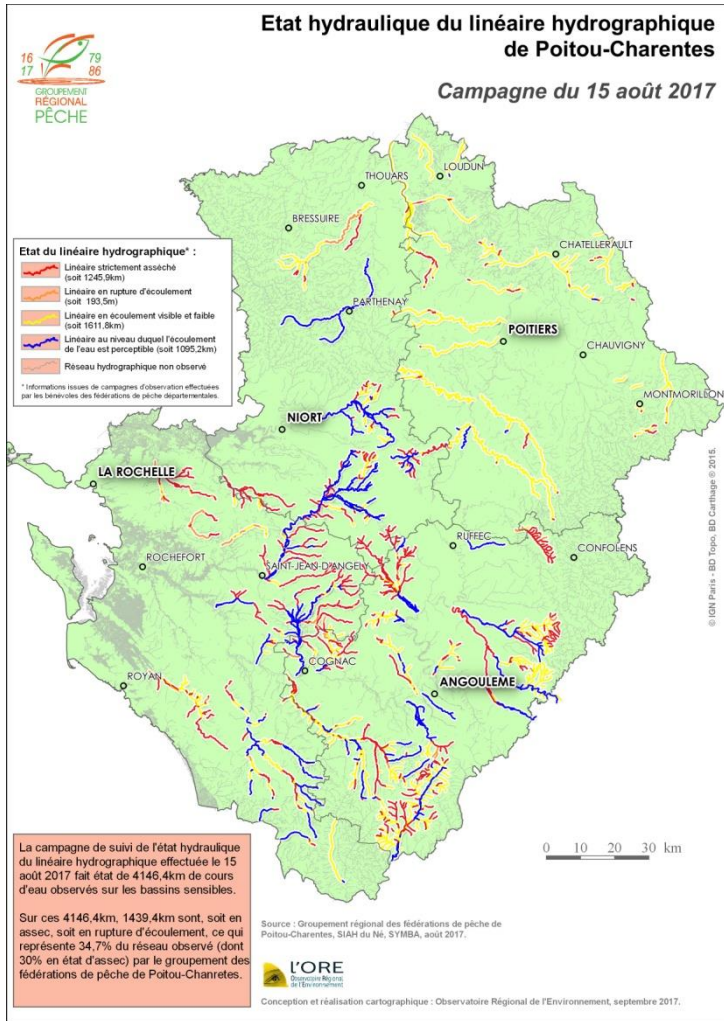 Etat hydraulique du linéaire hydrographique
de Poitou-Charentes
Campagne du 15 août 2017
16 79
17 86
GROUPEMENT
RÉGIONAL
PÊCHE
LOUDUN
THOUARS
BRESSUIRE
CHATELLERAULT
Etat du linéaire hydrographique* :
Linéaire strictement asséché
(soit 1245,9km)
Linéaire en rupture d'écoulement
(soit 193,5m)
Linéaire en écoulement visible et faible
(soit 1611,8km)
Linéaire au niveau duquel l'écoulement
de l'eau est perceptible (soit 1095,2km)
Réseau hydrographique non observé
* Informations issues de campagnes d'observation effectuées
par les bénévoles des fédérations de pêche départementales.
PARTHENAY
POITIERS
CHAUVIGNY
MONTMORILLON
NIORT
LA ROCHELLE
RUFFEC
CONFOLENS
ROCHEFORT
SAINT-JEAN-D'ANGELY
COGNAC
ROYAN
ANGOULEME
© IGN Paris - BD Topo, BD Carthage ® 2015.
0 10 20 30 km
La campagne de suivi de l'état hydraulique
du linéaire hydrographique effectuée le 15
août 2017 fait état de 4146,4km de cours
d'eau observés sur les bassins sensibles.
Sur ces 4146,4km, 1439,4km sont, soit en
assec, soit en rupture d'écoulement, ce qui
représente 34,7% du réseau observé (dont
30% en état d'assec) par le groupement des
fédérations de pêche de Poitou-Chanretes.
Source : Groupement régional des fédérations de pêche de
Poitou-Charentes, SIAH du Né, SYMBA, août 2017.
L'ORE
Observatoire Régional
de l'Environnement
Conception et réalisation cartographique : Observatoire Régional de l'Environnement, septembre 2017.